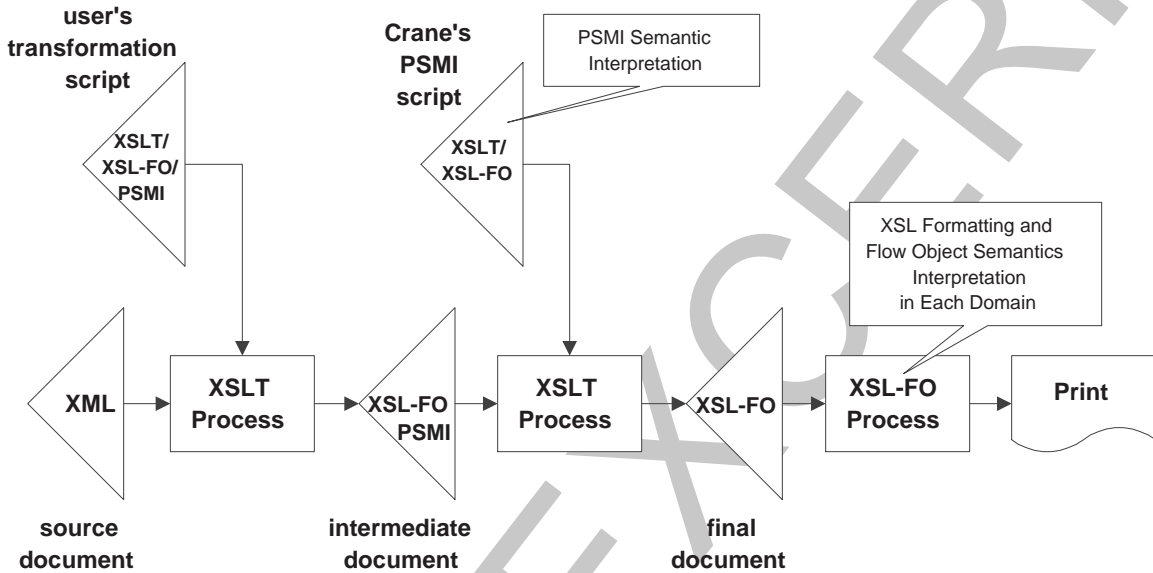 user's
transformation
script
Crane's
PSMI
script
PSMI Semantic
Interpretation
XSLT/
XSL-FO/
PSMI
XSLT/
XSL-FO
XSL Formatting and
Flow Object Semantics
Interpretation
in Each Domain
XML
XSLT
Process
XSL-FO
PSMI
XSLT
Process
XSL-FO
XSL-FO
Process
Print
source
document
intermediate
document
final
document
EXCER